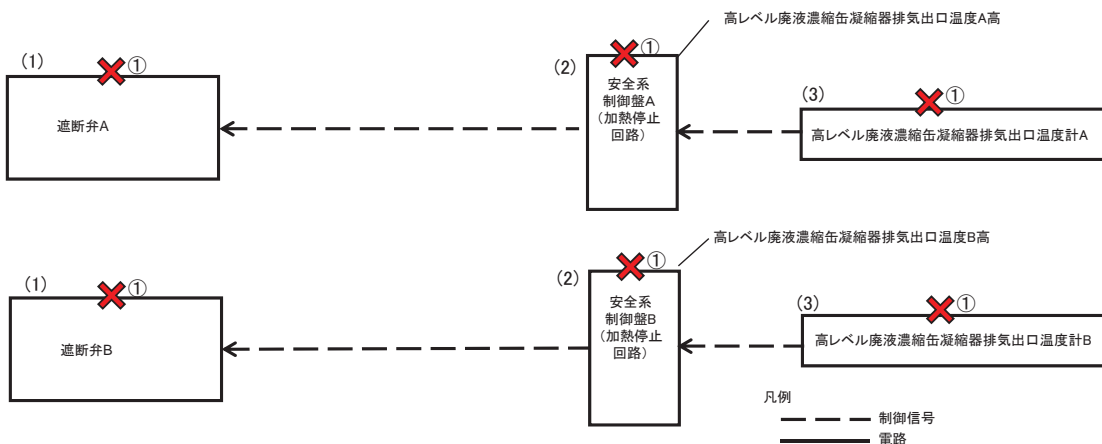 高レベル廃液濃縮缶凝縮器排気出口温度A高
(1)
①
遮断弁A
(2)
①
安全系
制御盤A
(加熱停止
回路)
(3)
①
高レベル廃液濃縮缶凝縮器排気出口温度計A
高レベル廃液濃縮缶凝縮器排気出口温度B高
(1)
①
遮断弁B
(2)
①
安全系
制御盤B
(加熱停止
回路)
(3)
①
高レベル廃液濃縮缶凝縮器排気出口温度計B
凡例
制御信号
電路